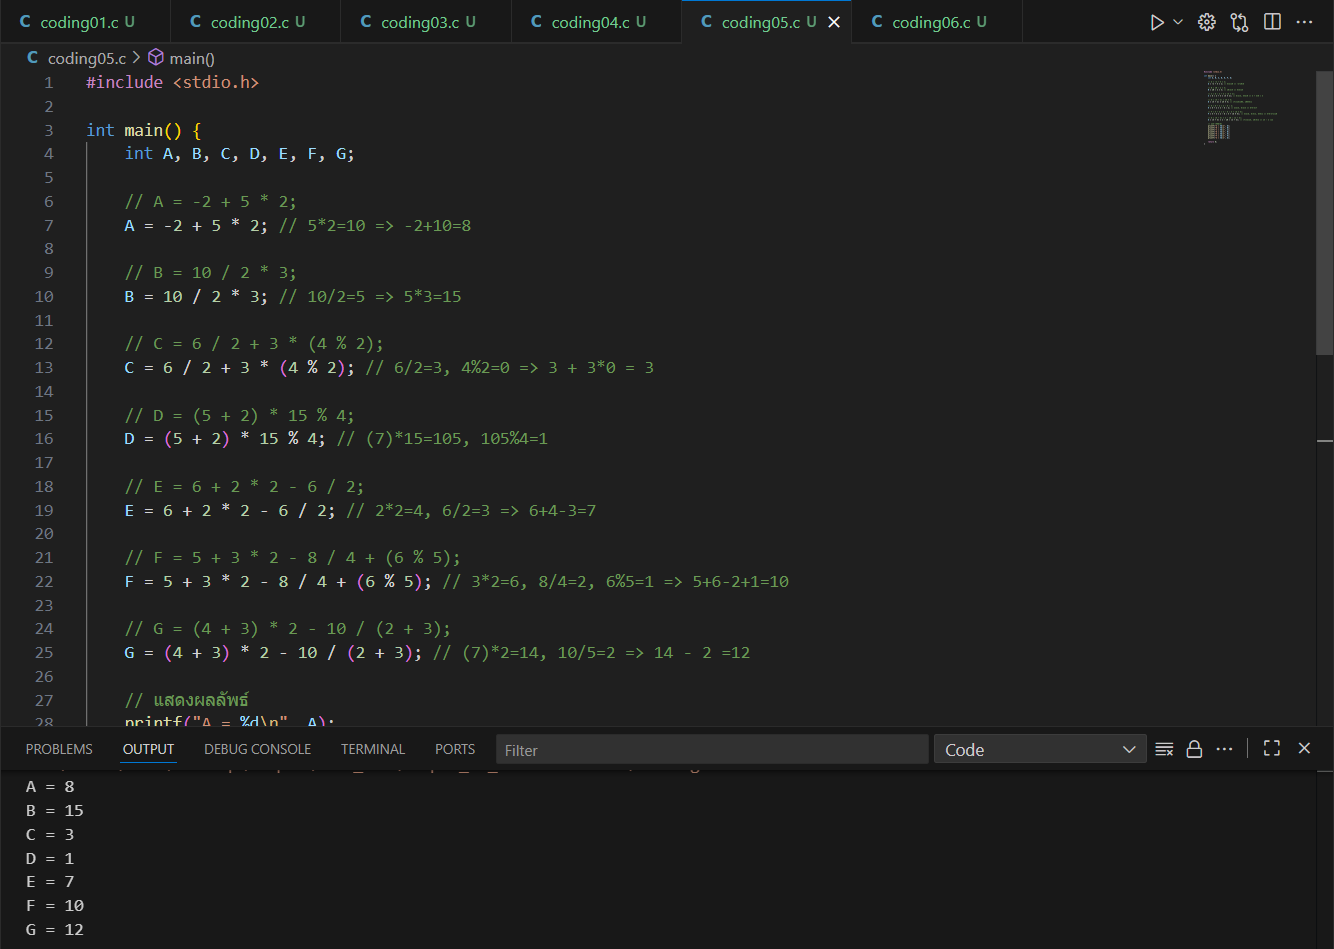 C coding01.c U C coding02.c U C coding03.c U C coding04.c U C coding05.c U C coding06.c U
C coding05.c > main()
1 #include <stdio.h>
2
3 int main() {
4 int A, B, C, D, E, F, G;
5
6 // A = -2 + 5 * 2;
7 A = -2 + 5 * 2; // 5*2=10 => -2+10=8
8
9 // B = 10 / 2 * 3;
10 B = 10 / 2 * 3; // 10/2=5 => 5*3=15
11
12 // C = 6 / 2 + 3 * (4 % 2);
13 C = 6 / 2 + 3 * (4 % 2); // 6/2=3, 4%2=0 => 3 + 3*0 = 3
14
15 // D = (5 + 2) * 15 % 4;
16 D = (5 + 2) * 15 % 4; // (7)*15=105, 105%4=1
17
18 // E = 6 + 2 * 2 - 6 / 2;
19 E = 6 + 2 * 2 - 6 / 2; // 2*2=4, 6/2=3 => 6+4-3=7
20
21 // F = 5 + 3 * 2 - 8 / 4 + (6 % 5);
22 F = 5 + 3 * 2 - 8 / 4 + (6 % 5); // 3*2=6, 8/4=2, 6%5=1 => 5+6-2+1=10
23
24 // G = (4 + 3) * 2 - 10 / (2 + 3);
25 G = (4 + 3) * 2 - 10 / (2 + 3); // (7)*2=14, 10/5=2 => 14 - 2 =12
26
27 // แสดงผลลัพธ์
28 printf("A = %d\n", A);
PROBLEMS OUTPUT DEBUG CONSOLE TERMINAL PORTS Filter Code
A = 8
B = 15
C = 3
D = 1
E = 7
F = 10
G = 12